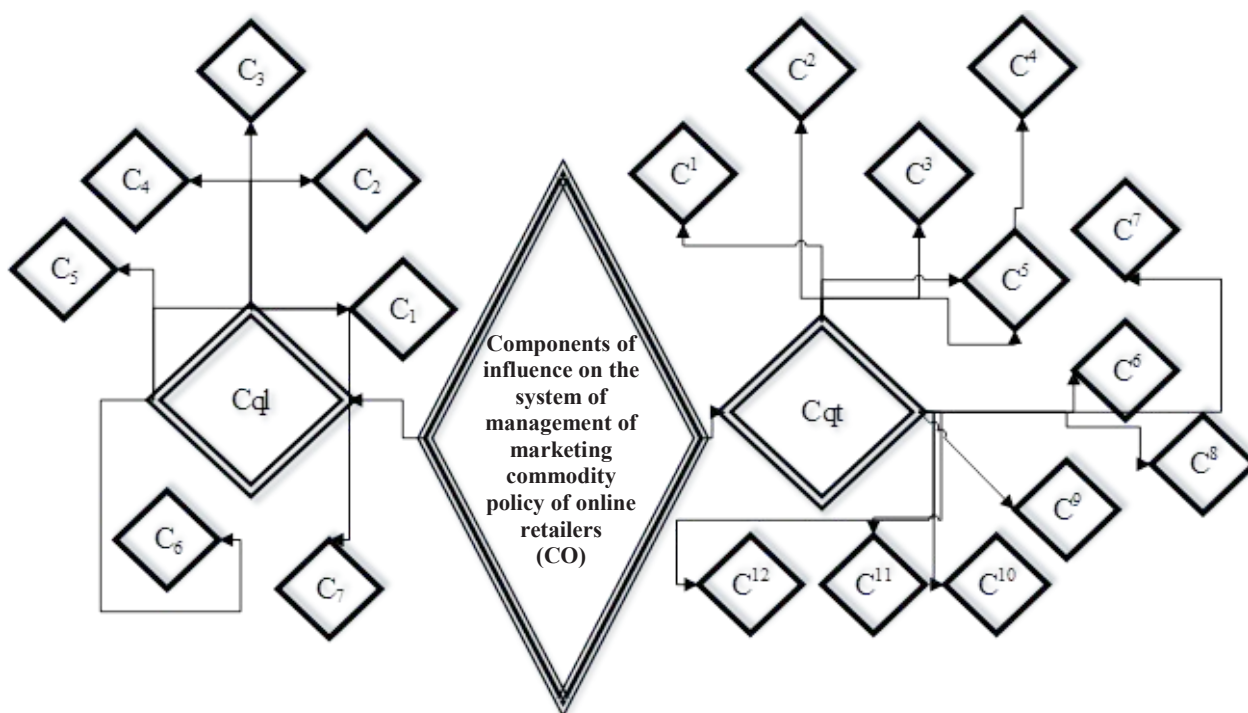 C₃
C₄
C₂
C₅
C₁
Cql
C₆
C₇
Components of
influence on the
system of
management of
marketing
commodity
policy of online
retailers
(CO)
C²
C⁴
C¹
C³
C⁷
C⁵
C⁶
Cqt
C⁸
C⁹
C¹²
C¹¹
C¹⁰